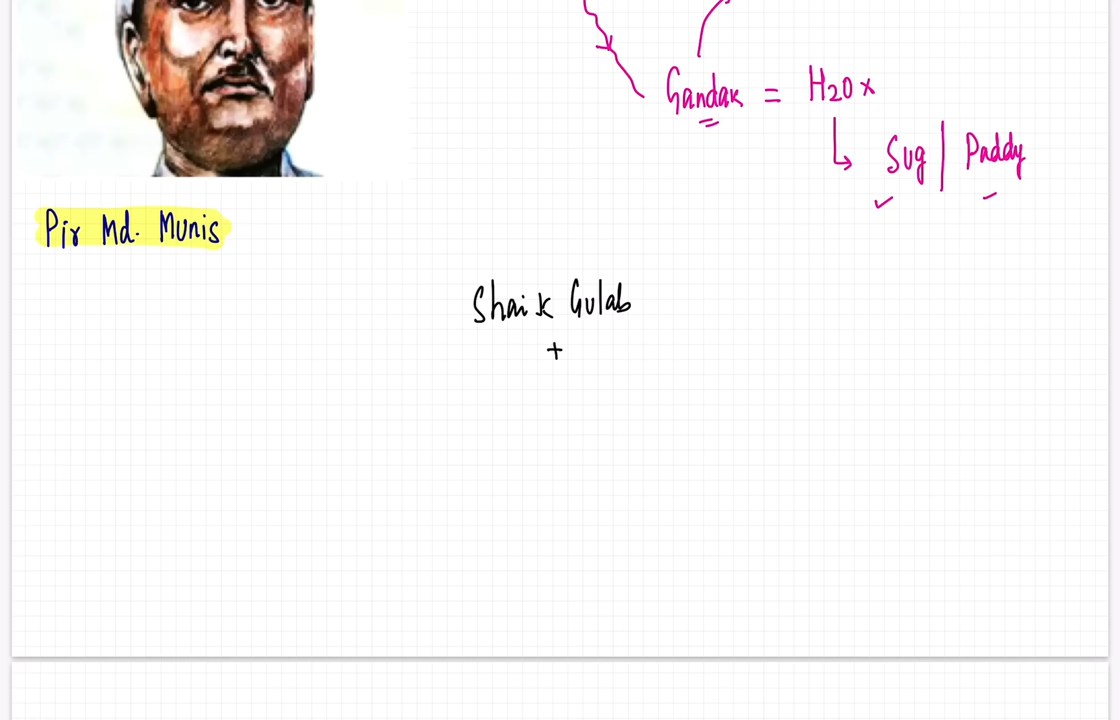 Gandak = H2O x
↳ Sug | Paddy
Pir Md. Munis
Shaik Gulab
+